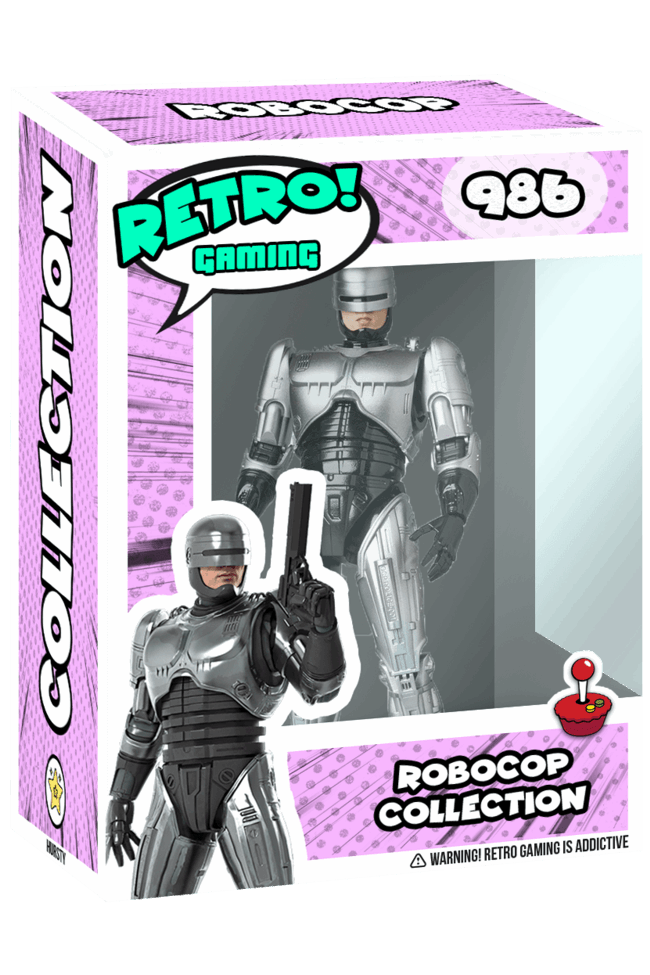 ROBOCOP
RETRO!
GAMING
986
COLLECTION
ROBOCOP
COLLECTION
WARNING! RETRO GAMING IS ADDICTIVE
HURSTY